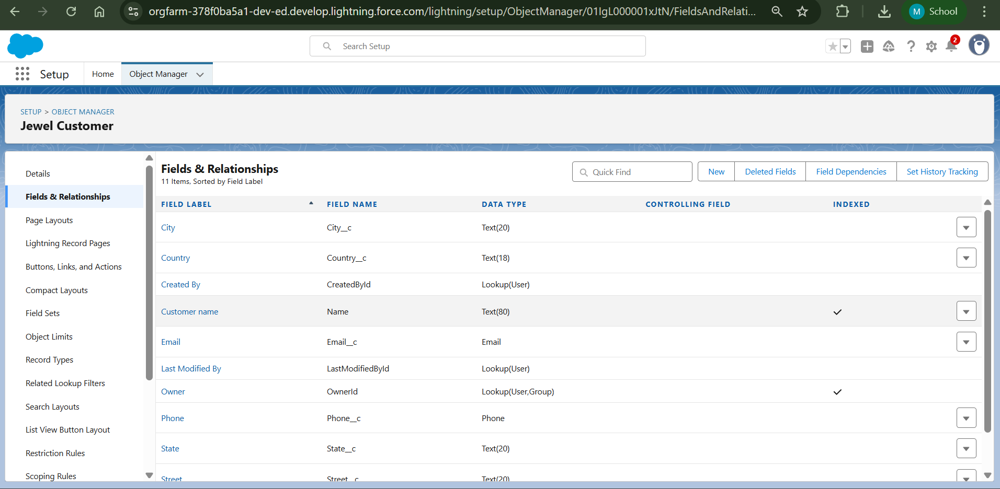 orgfarm-378f0ba5a1-dev-ed.develop.lightning.force.com/lightning/setup/ObjectManager/01IgL000001xJtN/FieldsAndRelati...
M School
Search Setup
2
Setup Home Object Manager
SETUP > OBJECT MANAGER
Jewel Customer
Details
Fields & Relationships
Page Layouts
Lightning Record Pages
Buttons, Links, and Actions
Compact Layouts
Field Sets
Object Limits
Record Types
Related Lookup Filters
Search Layouts
List View Button Layout
Restriction Rules
Scoping Rules
Fields & Relationships
11 Items, Sorted by Field Label
Quick Find New Deleted Fields Field Dependencies Set History Tracking
FIELD LABEL FIELD NAME DATA TYPE CONTROLLING FIELD INDEXED
City City__c Text(20)
Country Country__c Text(18)
Created By CreatedById Lookup(User)
Customer name Name Text(80)
Email Email__c Email
Last Modified By LastModifiedById Lookup(User)
Owner OwnerId Lookup(User,Group)
Phone Phone__c Phone
State State__c Text(20)
Street Street__c Text(20)